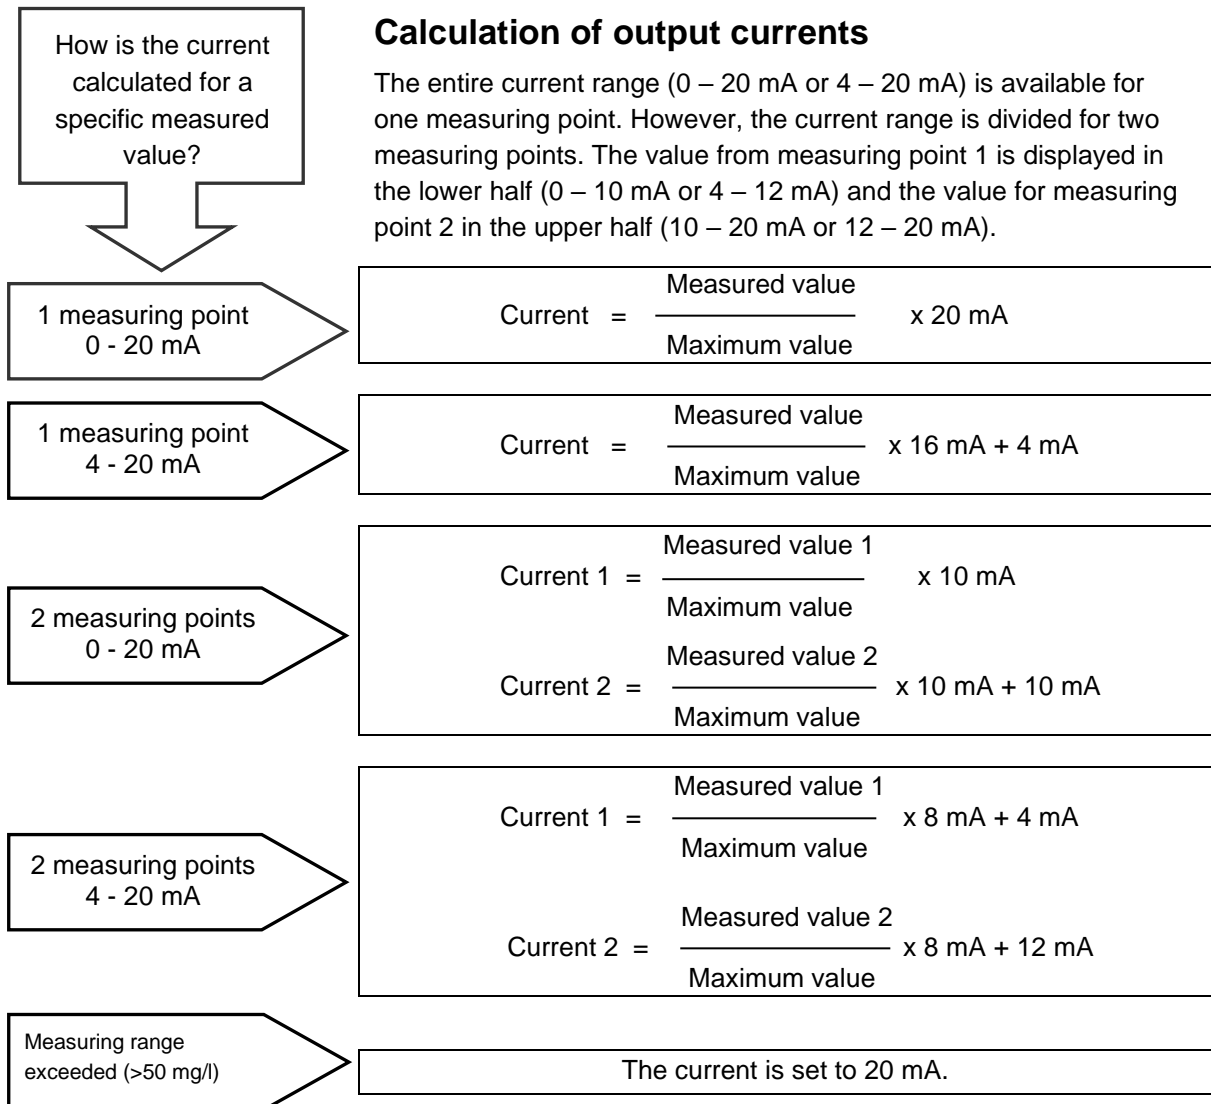 How is the current
calculated for a
specific measured
value?
Calculation of output currents
The entire current range (0 – 20 mA or 4 – 20 mA) is available for
one measuring point. However, the current range is divided for two
measuring points. The value from measuring point 1 is displayed in
the lower half (0 – 10 mA or 4 – 12 mA) and the value for measuring
point 2 in the upper half (10 – 20 mA or 12 – 20 mA).
1 measuring point
0 - 20 mA
Measured value
Current = x 20 mA
Maximum value
1 measuring point
4 - 20 mA
Measured value
Current = x 16 mA + 4 mA
Maximum value
2 measuring points
0 - 20 mA
Measured value 1
Current 1 = x 10 mA
Maximum value
Measured value 2
Current 2 = x 10 mA + 10 mA
Maximum value
2 measuring points
4 - 20 mA
Measured value 1
Current 1 = x 8 mA + 4 mA
Maximum value
Measured value 2
Current 2 = x 8 mA + 12 mA
Maximum value
Measuring range
exceeded (>50 mg/l)
The current is set to 20 mA.